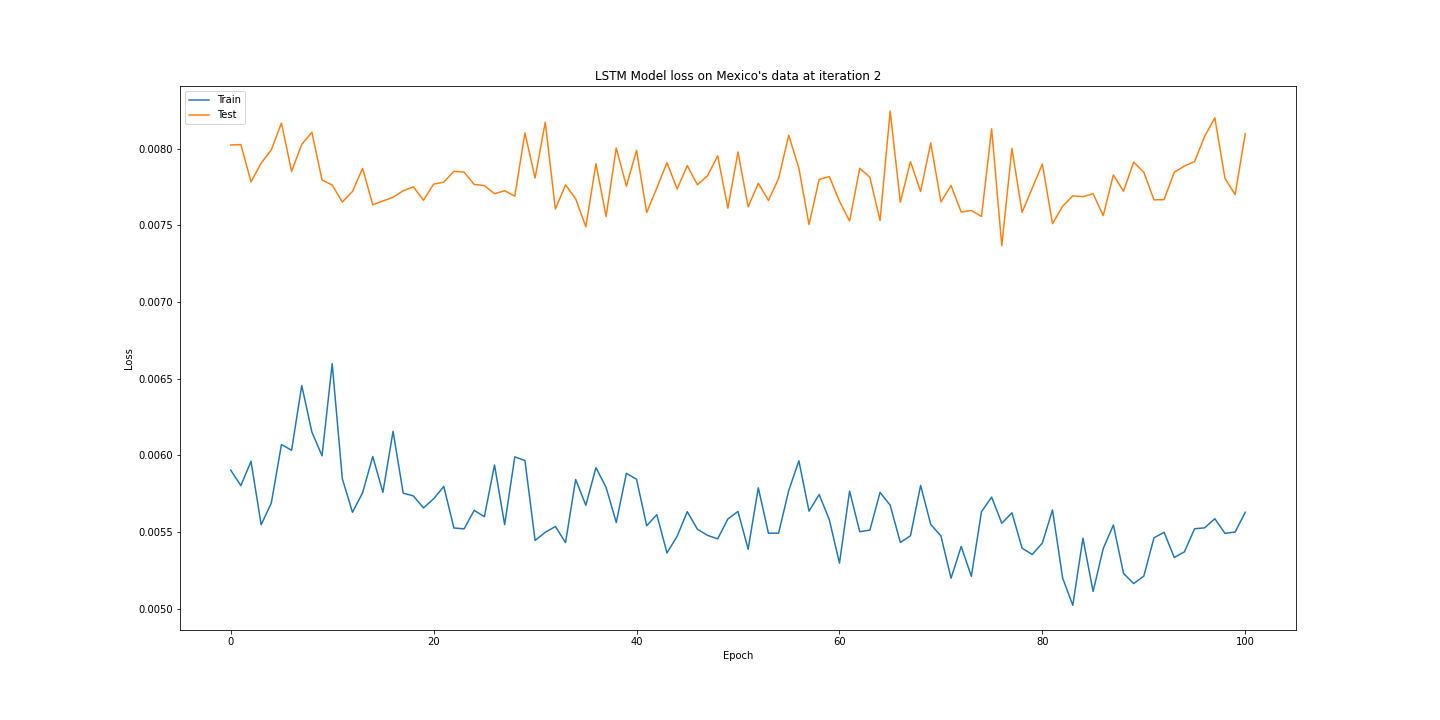 LSTM Model loss on Mexico's data at iteration 2
Train
Test
0.0080
0.0075
0.0070
0.0065
0.0060
0.0055
0.0050
Loss
0 20 40 60 80 100
Epoch